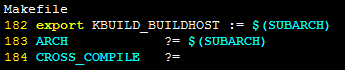 Makefile
182 export KBUILD_BUILDHOST := $(SUBARCH)
183 ARCH ?= $(SUBARCH)
184 CROSS_COMPILE ?=